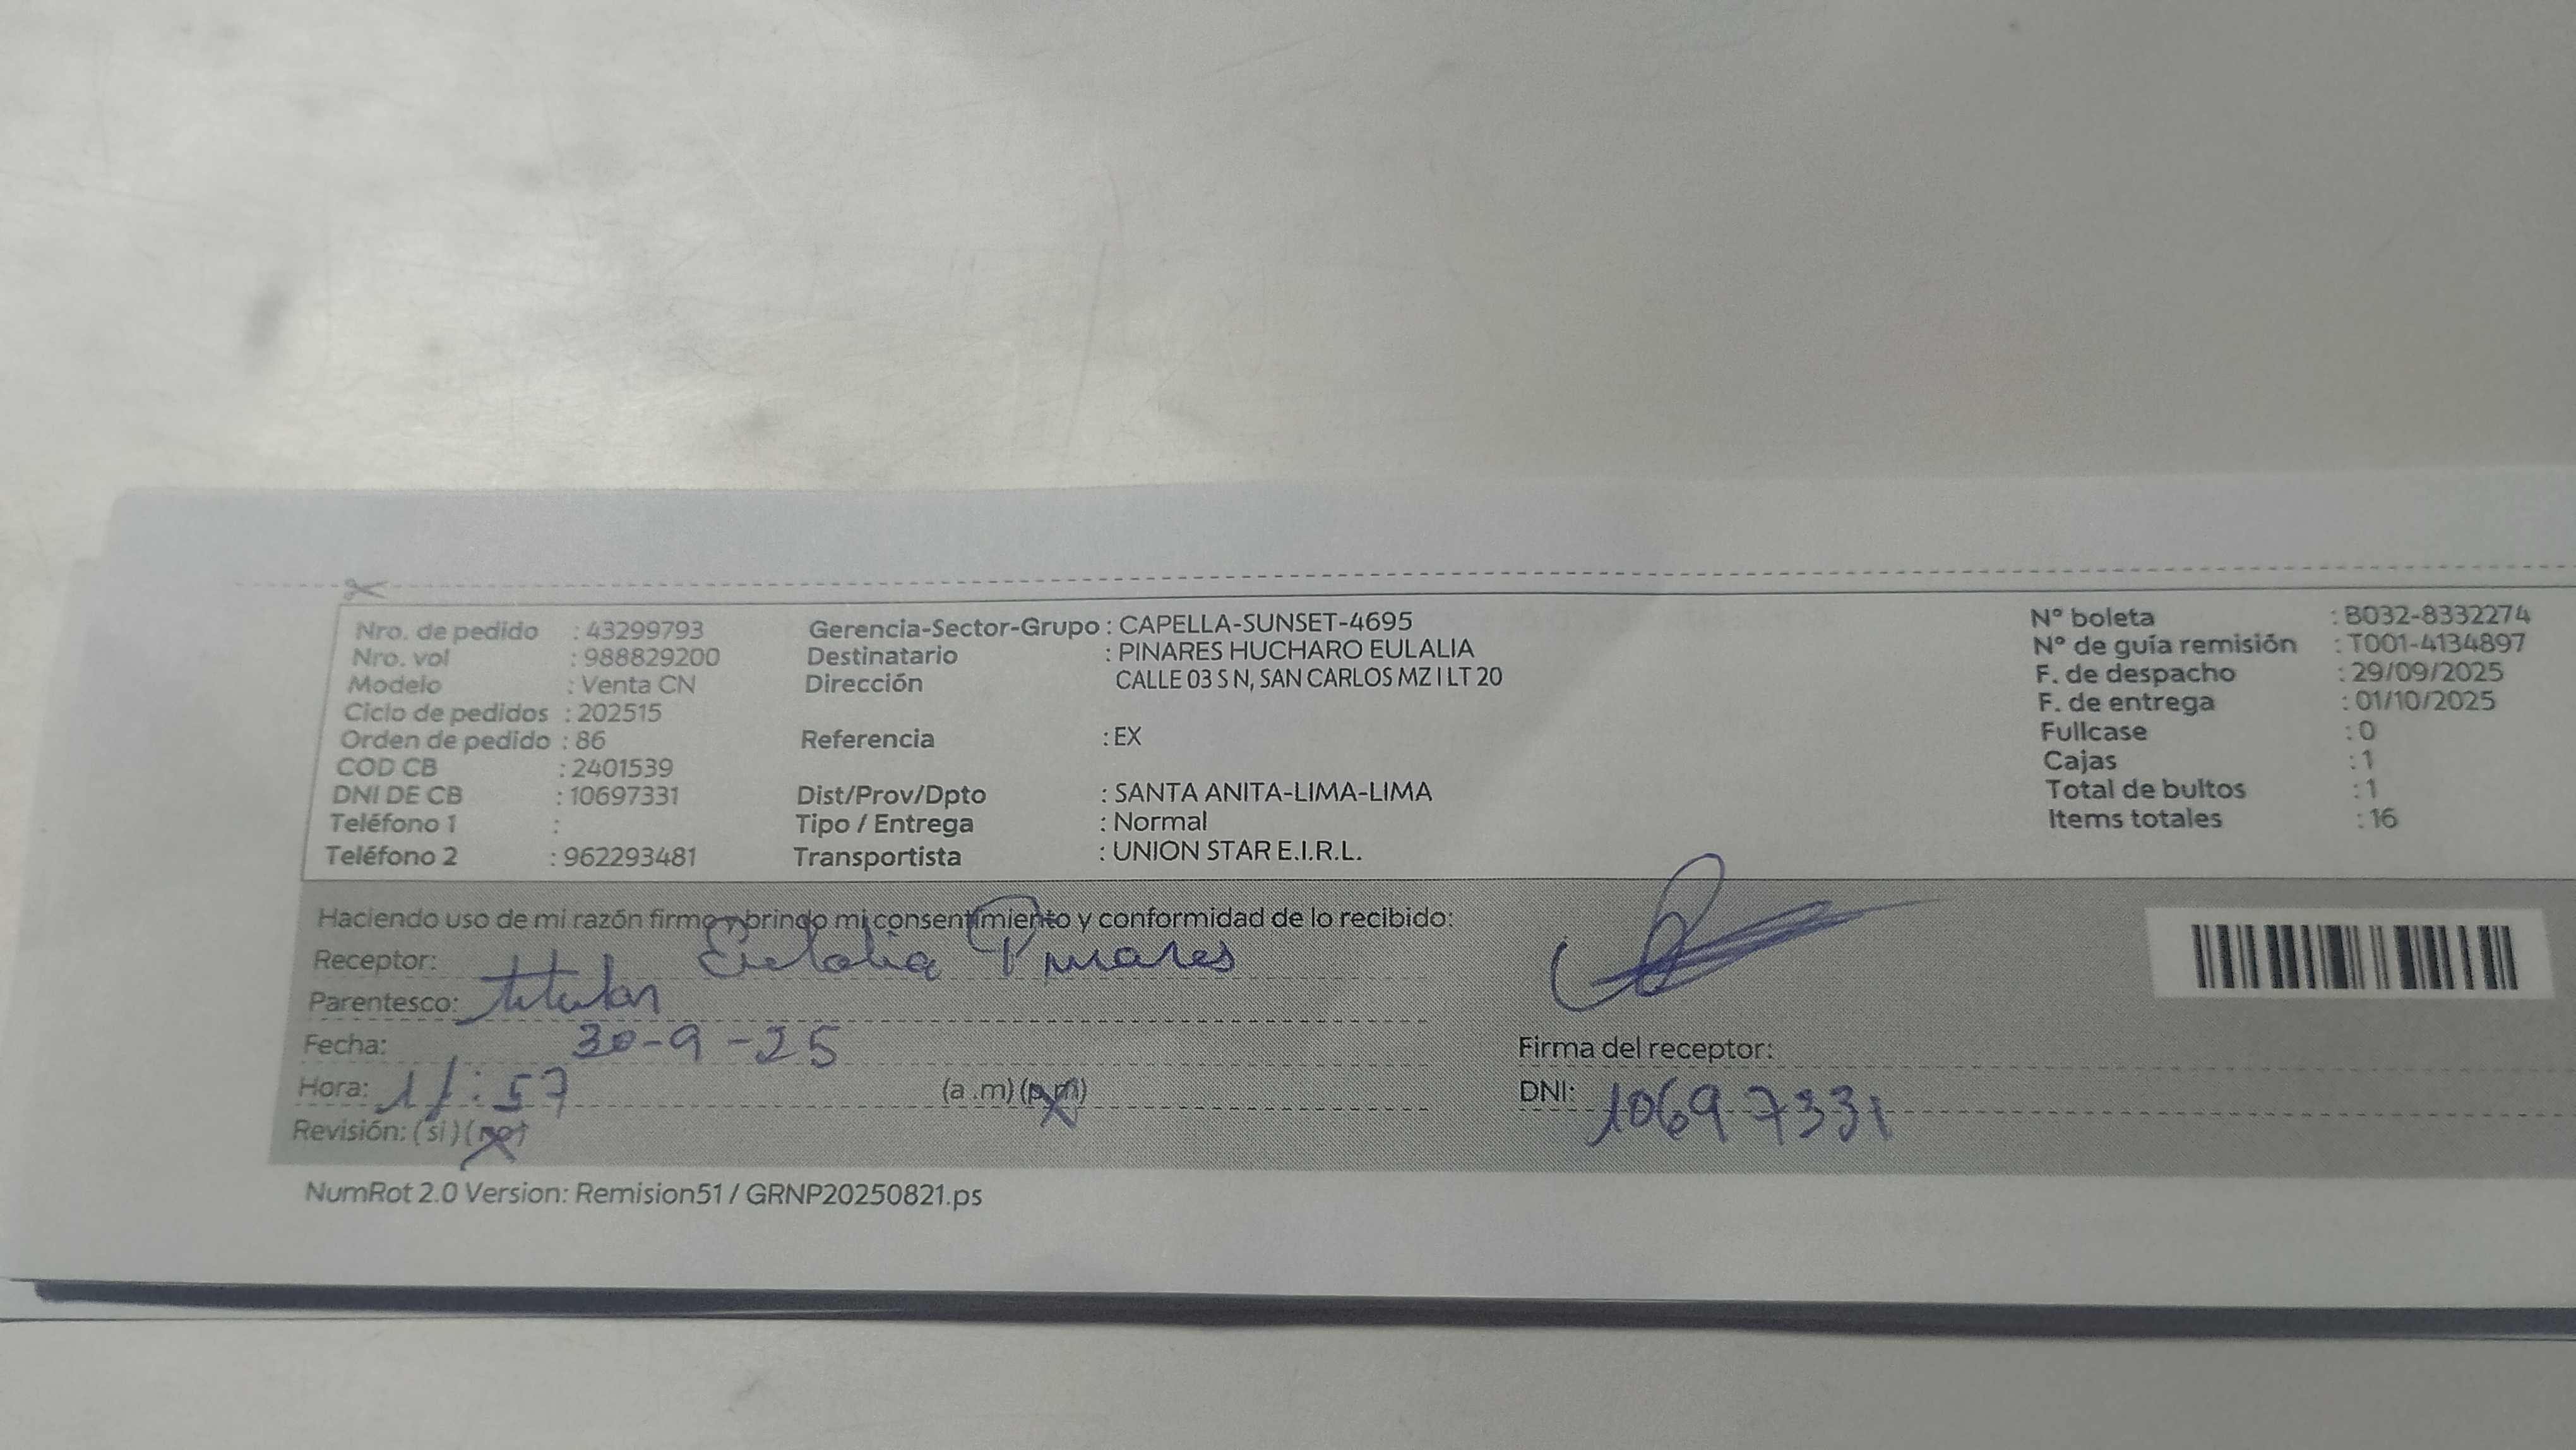 Nro. de pedido : 43299793
Nro. vol : 988829200
Modelo : Venta CN
Ciclo de pedidos : 202515
Orden de pedido : 86
COD CB : 2401539
DNI DE CB : 10697331
Teléfono 1 :
Teléfono 2 : 962293481
Gerencia-Sector-Grupo : CAPELLA-SUNSET-4695
Destinatario : PINARES HUCHARO EULALIA
Dirección CALLE 03 S N, SAN CARLOS MZ I LT 20
Referencia : EX
Dist/Prov/Dpto : SANTA ANITA-LIMA-LIMA
Tipo / Entrega : Normal
Transportista : UNION STAR E.I.R.L.
N° boleta : B032-8332274
N° de guía remisión : T001-4134897
F. de despacho : 29/09/2025
F. de entrega : 01/10/2025
Fullcase : 0
Cajas : 1
Total de bultos : 1
Items totales : 16
Haciendo uso de mi razón firmo y brindo mi consentimiento y conformidad de lo recibido:
Receptor: Eulalia Pinares
Parentesco: titular
Fecha: 30-9-25
Hora: 11:57 (a .m) (p.m)
Revisión: (si) (no)
Firma del receptor:
DNI: 10697331
NumRot 2.0 Version: Remision51 / GRNP20250821.ps